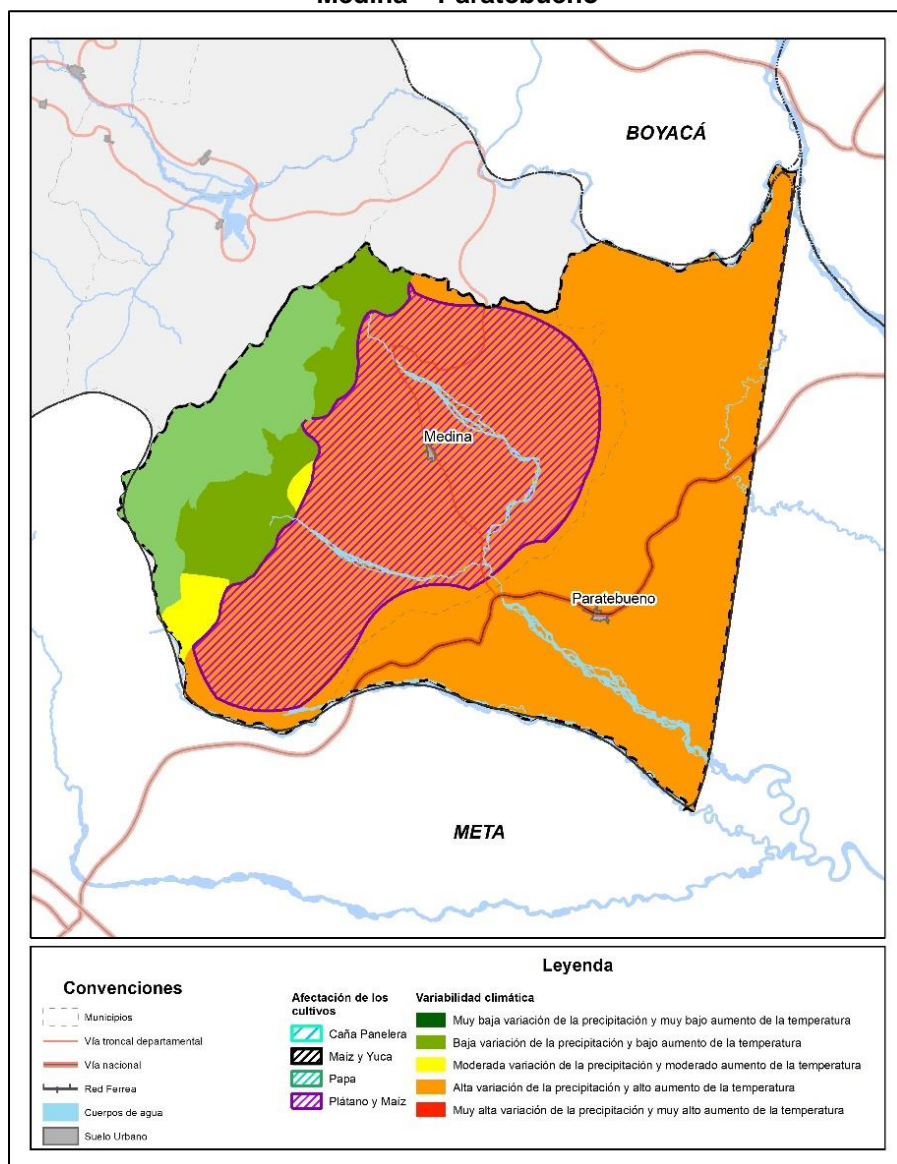 Medina – Paratebueno
BOYACÁ
Medina
Paratebueno
META
Convenciones
Municipios
Vía troncal departamental
Vía nacional
Red Ferrea
Cuerpos de agua
Suelo Urbano
Leyenda
Afectación de los
cultivos
Caña Panelera
Maíz y Yuca
Papa
Plátano y Maíz
Variabilidad climática
Muy baja variación de la precipitación y muy bajo aumento de la temperatura
Baja variación de la precipitación y bajo aumento de la temperatura
Moderada variación de la precipitación y moderado aumento de la temperatura
Alta variación de la precipitación y alto aumento de la temperatura
Muy alta variación de la precipitación y muy alto aumento de la temperatura